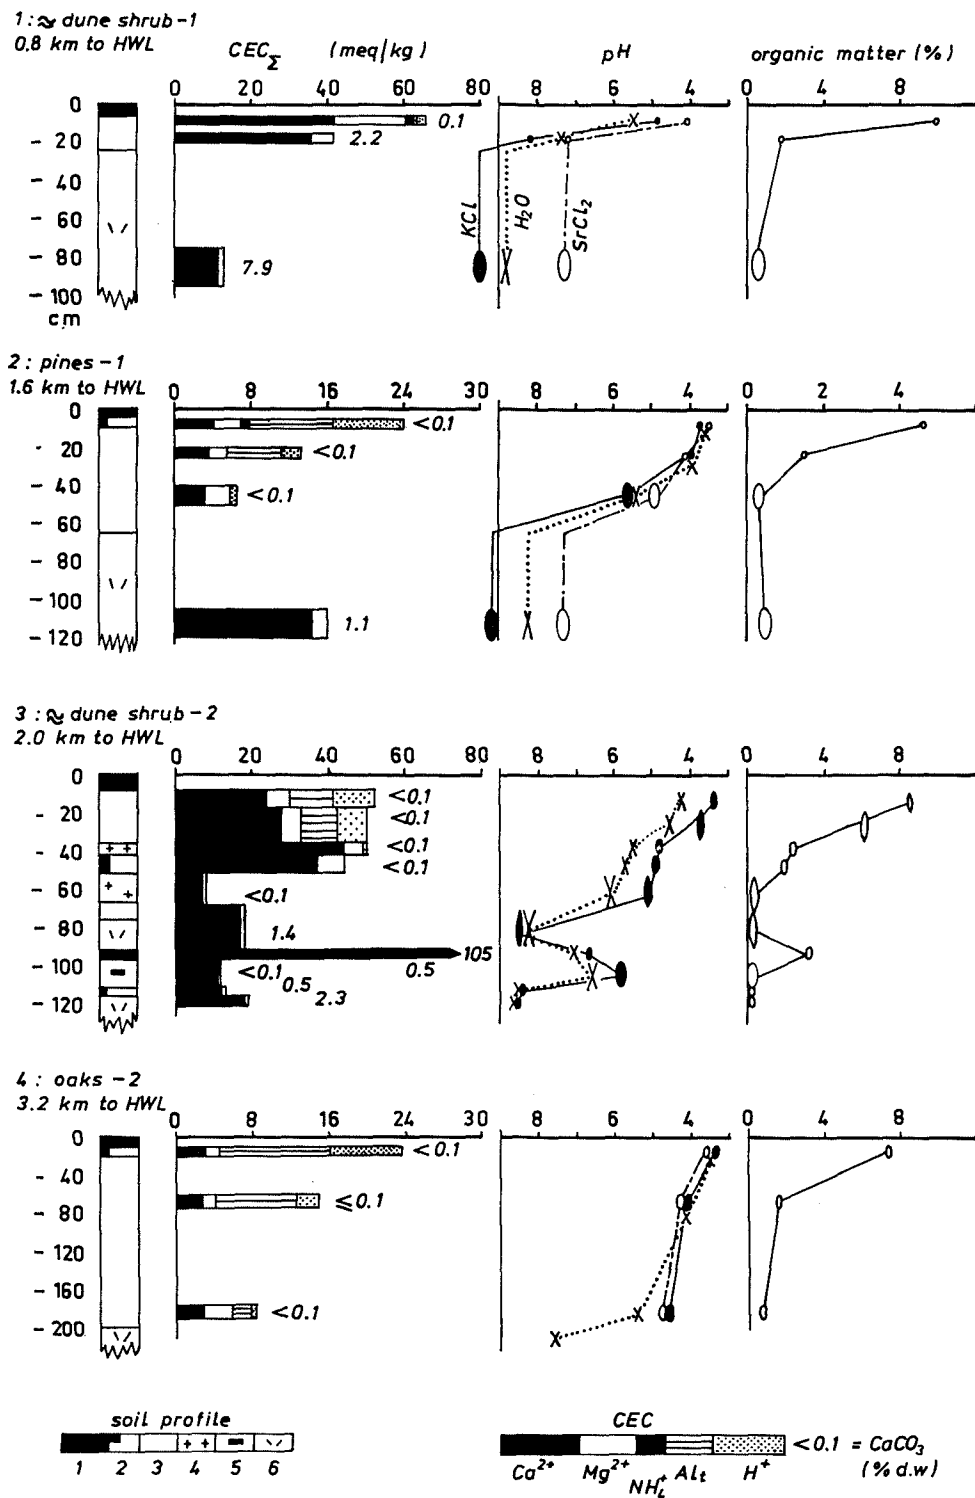 1 : ≈ dune shrub - 1
0.8 km to HWL
CEC Σ (meq/kg) pH organic matter (%)
0 20 40 60 80 8 6 4 0 4 8
0
- 20
- 40
- 60
- 80
- 100
cm
0.1
2.2
7.9
KCl
H₂O
SrCl₂
2 : pines - 1
1.6 km to HWL
0 8 16 24 30 8 6 4 0 2 4
0
- 20
- 40
- 60
- 80
- 100
- 120
< 0.1
< 0.1
< 0.1
1.1
3 : ≈ dune shrub - 2
2.0 km to HWL
0 20 40 60 80 8 6 4 0 4 8
0
- 20
- 40
- 60
- 80
- 100
- 120
< 0.1
< 0.1
< 0.1
< 0.1
< 0.1
1.4
105
0.5
< 0.1
0.5
2.3
4 : oaks - 2
3.2 km to HWL
0 8 16 24 30 8 6 4 0 4 8
0
- 40
- 80
- 120
- 160
- 200
< 0.1
≤ 0.1
< 0.1
soil profile
1 2 3 4 5 6
CEC
Ca²⁺ Mg²⁺ NH₄⁺ Alt H⁺
< 0.1 = CaCO₃
(% d.w)